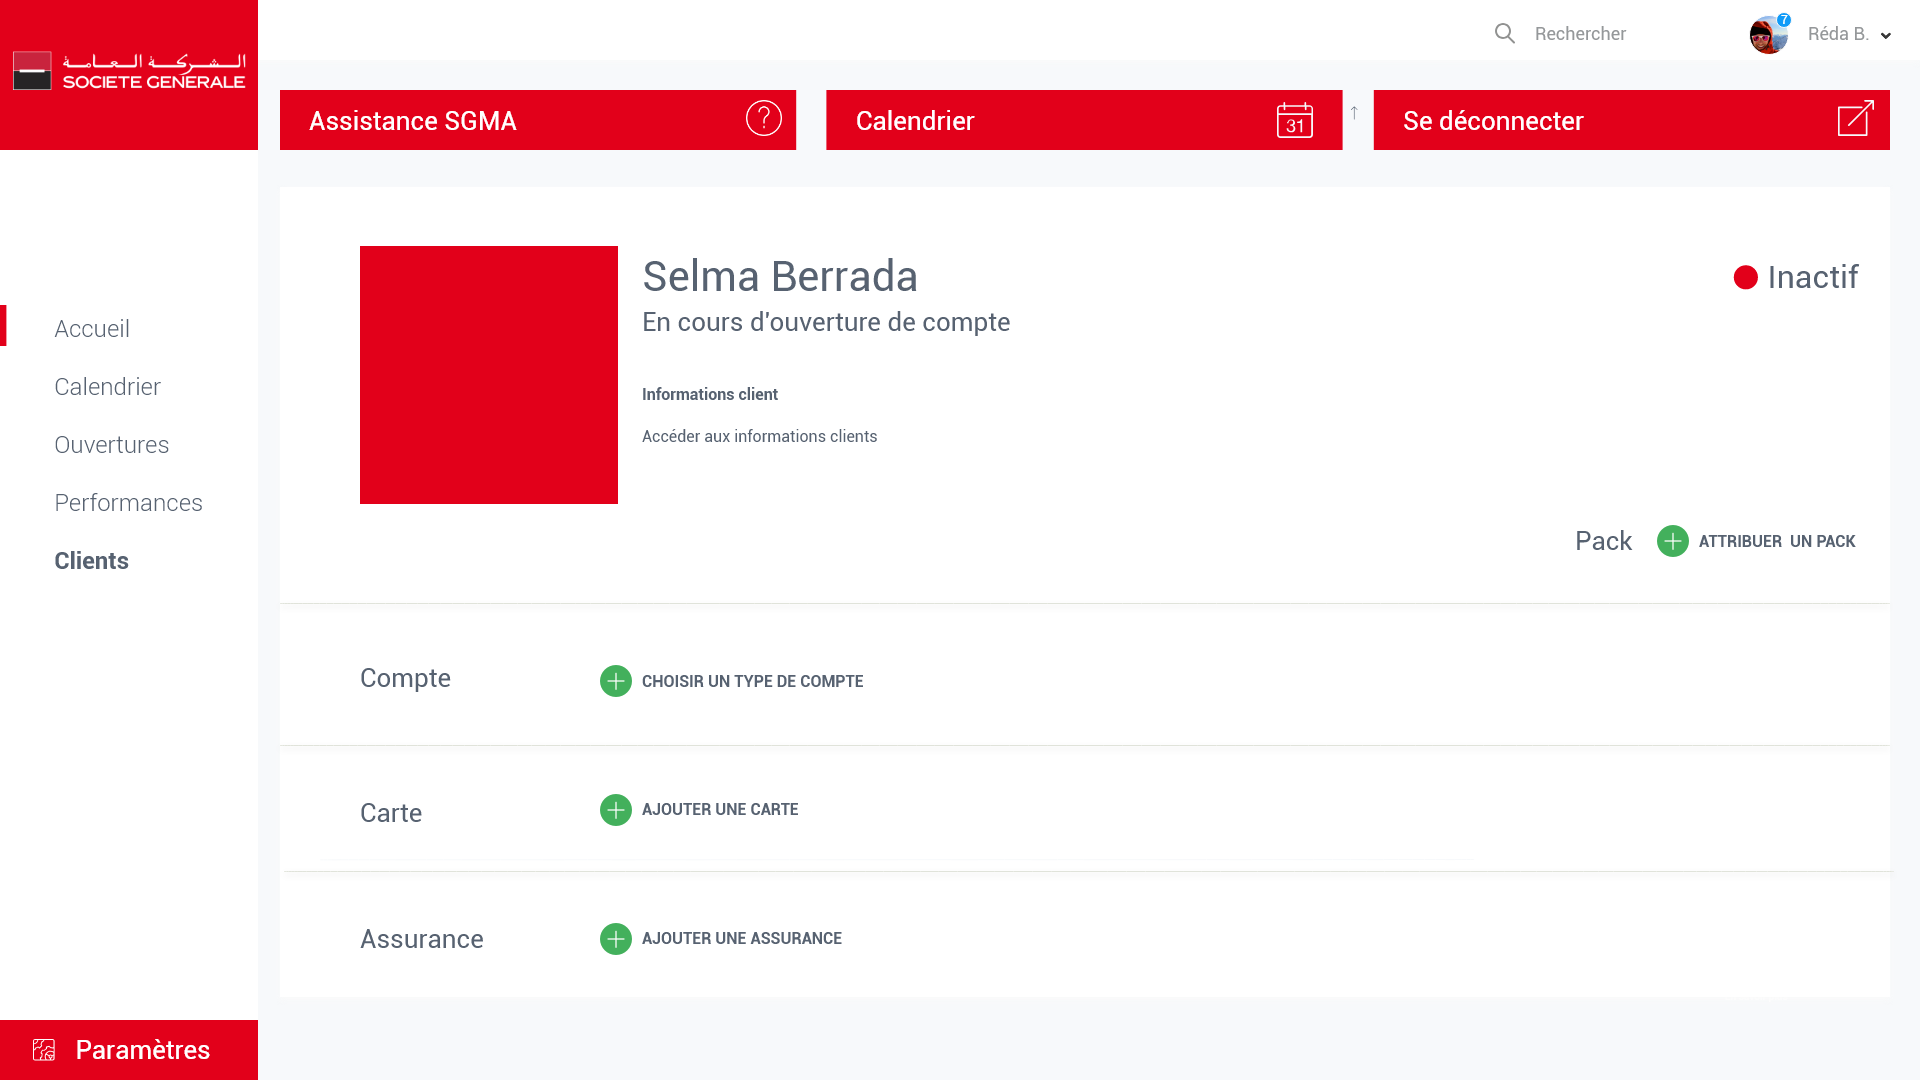 الشركة العامة
SOCIETE GENERALE
Rechercher
7
Réda B.
Assistance SGMA
?
Calendrier
31
↑
Se déconnecter
Accueil
Calendrier
Ouvertures
Performances
Clients
Paramètres
Selma Berrada
Inactif
En cours d'ouverture de compte
Informations client
Accéder aux informations clients
Pack
ATTRIBUER UN PACK
Compte
CHOISIR UN TYPE DE COMPTE
Carte
AJOUTER UNE CARTE
Assurance
AJOUTER UNE ASSURANCE